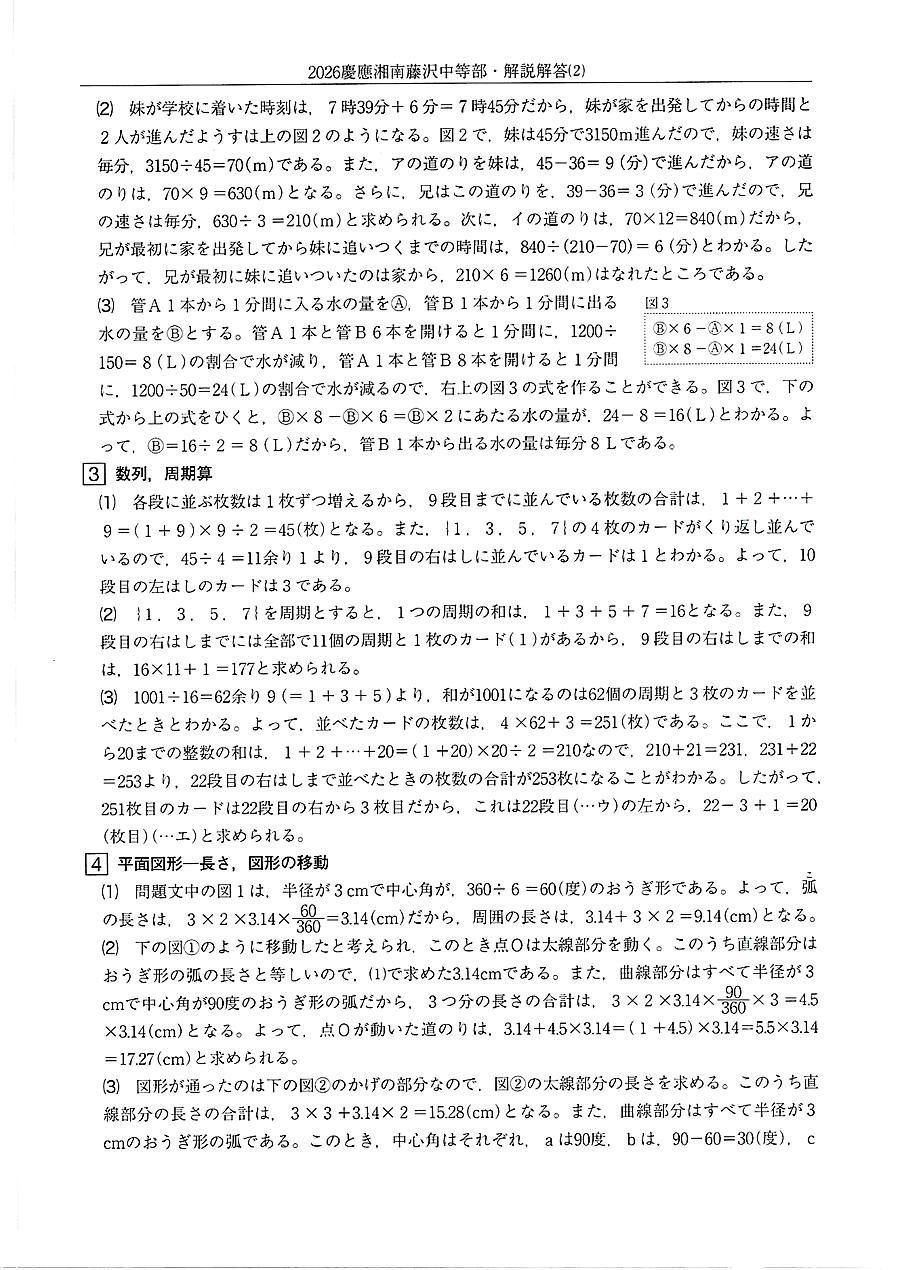 2026慶應湘南藤沢中等部・解説解答(2)
(2) 妹が学校に着いた時刻は，7時39分＋6分＝7時45分だから，妹が家を出発してからの時間と
2人が進んだようすは上の図2のようになる。図2で，妹は45分で3150m進んだので，妹の速さは
毎分，3150÷45＝70(m)である。また，アの道のりを妹は，45－36＝9(分)で進んだから，アの道
のりは，70×9＝630(m)となる。さらに，兄はこの道のりを，39－36＝3(分)で進んだので，兄
の速さは毎分，630÷3＝210(m)と求められる。次に，イの道のりは，70×12＝840(m)だから，
兄が最初に家を出発してから妹に追いつくまでの時間は，840÷(210－70)＝6(分)とわかる。した
がって，兄が最初に妹に追いついたのは家から，210×6＝1260(m)はなれたところである。
(3) 管A1本から1分間に入る水の量をⒶ，管B1本から1分間に出る
水の量をⒷとする。管A1本と管B6本を開けると1分間に，1200÷
150＝8(L)の割合で水が減り，管A1本と管B8本を開けると1分間
図3
Ⓑ×6－Ⓐ×1＝8(L)
Ⓑ×8－Ⓐ×1＝24(L)
に，1200÷50＝24(L)の割合で水が減るので，右上の図3の式を作ることができる。図3で，下の
式から上の式をひくと，Ⓑ×8－Ⓑ×6＝Ⓑ×2にあたる水の量が，24－8＝16(L)とわかる。よ
って，Ⓑ＝16÷2＝8(L)だから，管B1本から出る水の量は毎分8Lである。
3 数列，周期算
(1) 各段に並ぶ枚数は1枚ずつ増えるから，9段目までに並んでいる枚数の合計は，1＋2＋…＋
9＝(1＋9)×9÷2＝45(枚)となる。また，{1，3，5，7}の4枚のカードがくり返し並んで
いるので，45÷4＝11余り1より，9段目の右はしに並んでいるカードは1とわかる。よって，10
段目の左はしのカードは3である。
(2) {1，3，5，7}を周期とすると，1つの周期の和は，1＋3＋5＋7＝16となる。また，9
段目の右はしまでには全部で11個の周期と1枚のカード(1)があるから，9段目の右はしまでの和
は，16×11＋1＝177と求められる。
(3) 1001÷16＝62余り9(＝1＋3＋5)より，和が1001になるのは62個の周期と3枚のカードを並
べたときとわかる。よって，並べたカードの枚数は，4×62＋3＝251(枚)である。ここで，1か
ら20までの整数の和は，1＋2＋…＋20＝(1＋20)×20÷2＝210なので，210＋21＝231，231＋22
＝253より，22段目の右はしまで並べたときの枚数の合計が253枚になることがわかる。したがって，
251枚目のカードは22段目の右から3枚目だから，これは22段目(…ウ)の左から，22－3＋1＝20
(枚目)(…エ)と求められる。
4 平面図形―長さ，図形の移動
(1) 問題文中の図1は，半径が3cmで中心角が，360÷6＝60(度)のおうぎ形である。よって，弧
の長さは，3×2×3.14×60/360＝3.14(cm)だから，周囲の長さは，3.14＋3×2＝9.14(cm)となる。
(2) 下の図①のように移動したと考えられ，このとき点Oは太線部分を動く。このうち直線部分は
おうぎ形の弧の長さと等しいので，(1)で求めた3.14cmである。また，曲線部分はすべて半径が3
cmで中心角が90度のおうぎ形の弧だから，3つ分の長さの合計は，3×2×3.14×90/360×3＝4.5
×3.14(cm)となる。よって，点Oが動いた道のりは，3.14＋4.5×3.14＝(1＋4.5)×3.14＝5.5×3.14
＝17.27(cm)と求められる。
(3) 図形が通ったのは下の図②のかげの部分なので，図②の太線部分の長さを求める。このうち直
線部分の長さの合計は，3×3＋3.14×2＝15.28(cm)となる。また，曲線部分はすべて半径が3
cmのおうぎ形の弧である。このとき，中心角はそれぞれ，aは90度，bは，90－60＝30(度)，c